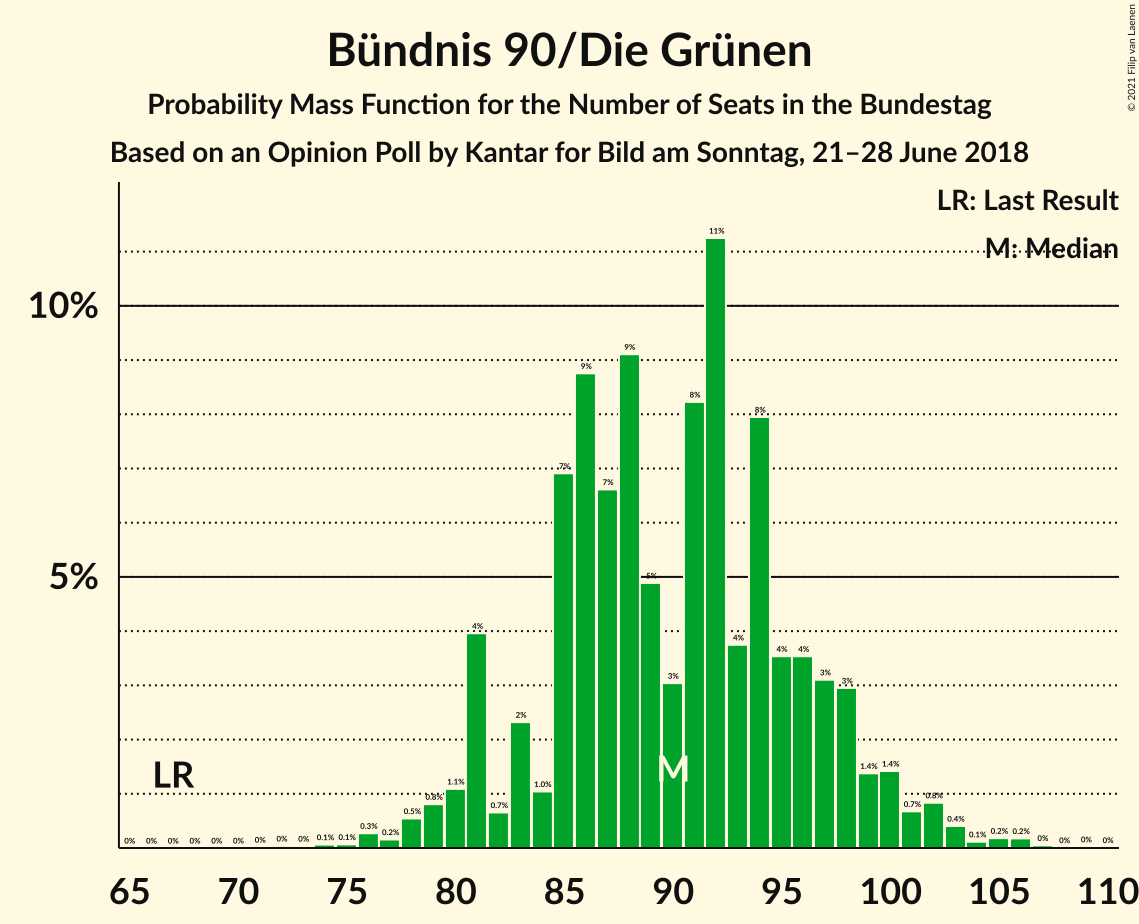 Bündnis 90/Die Grünen
Probability Mass Function for the Number of Seats in the Bundestag
Based on an Opinion Poll by Kantar for Bild am Sonntag, 21–28 June 2018
© 2021 Filip van Laenen
LR: Last Result
M: Median
10%
5%
0% 0% 0% 0% 0% 0% 0% 0% 0% 0.1% 0.1% 0.3% 0.2% 0.5% 0.8% 1.1% 4% 0.7% 2% 1.0% 7% 9% 7% 9% 5% 3% 8% 11% 4% 8% 4% 4% 3% 3% 1.4% 1.4% 0.7% 0.8% 0.4% 0.1% 0.2% 0.2% 0% 0% 0% 0%
LR
M
65 70 75 80 85 90 95 100 105 110